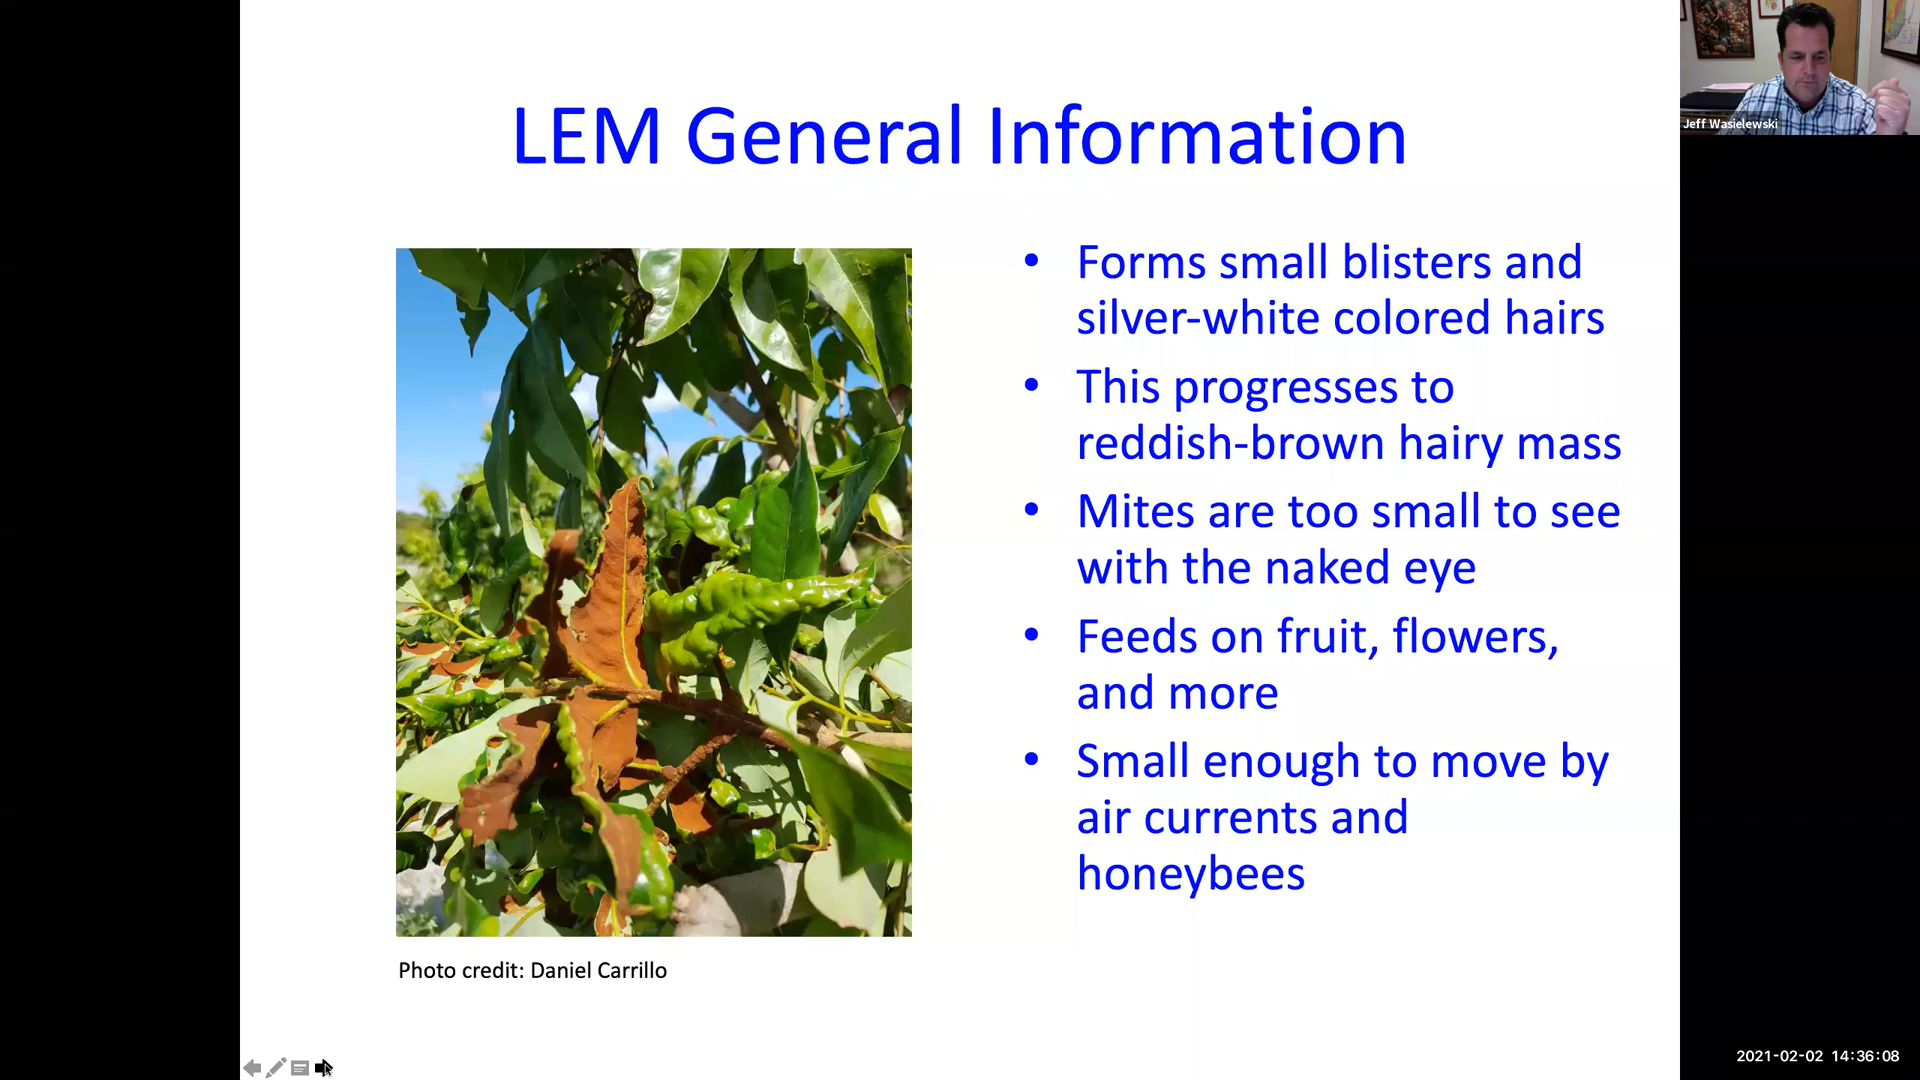 LEM General Information
Jeff Wasielewski
• Forms small blisters and
silver-white colored hairs
• This progresses to
reddish-brown hairy mass
• Mites are too small to see
with the naked eye
• Feeds on fruit, flowers,
and more
• Small enough to move by
air currents and
honeybees
Photo credit: Daniel Carrillo
2021-02-02 14:36:08